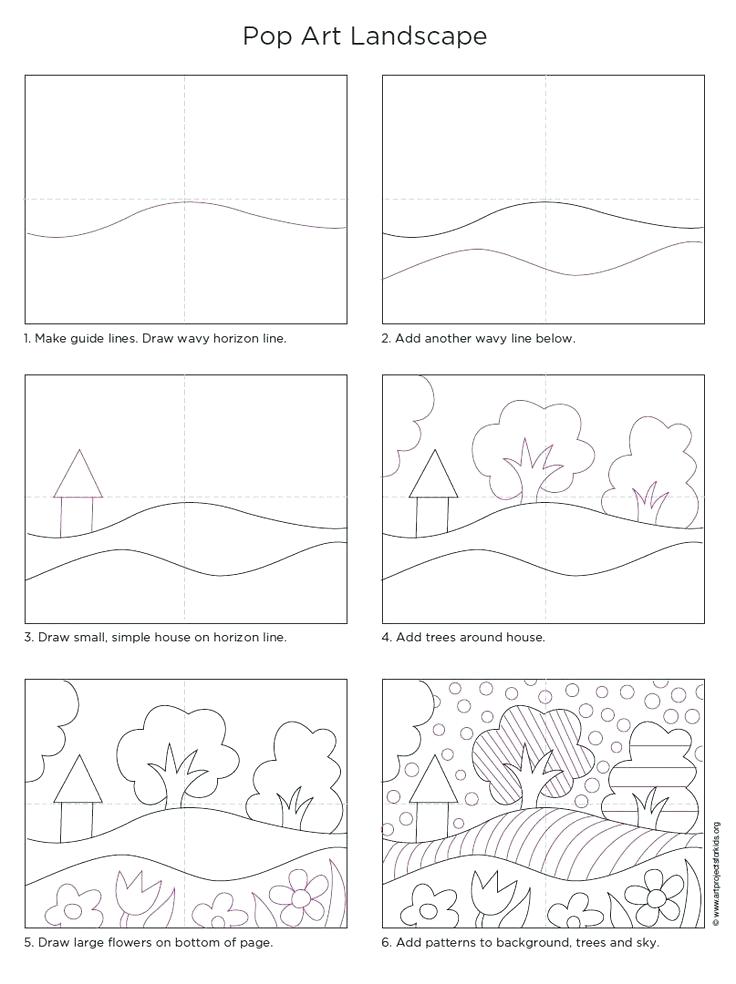 Pop Art Landscape
1. Make guide lines. Draw wavy horizon line.
2. Add another wavy line below.
3. Draw small, simple house on horizon line.
4. Add trees around house.
5. Draw large flowers on bottom of page.
6. Add patterns to background, trees and sky.
© www.artprojectsforkids.org